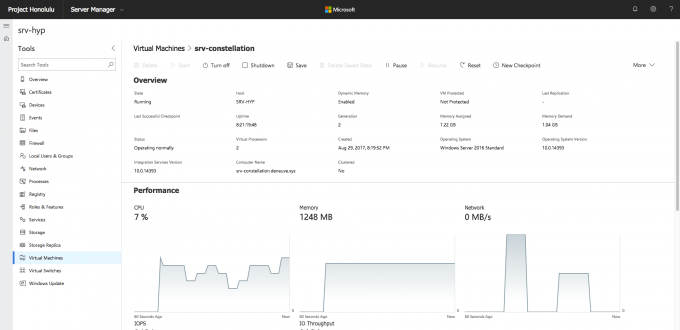 Project Honolulu Server Manager Microsoft ?
srv-hyp
Tools
Search Tools
Overview
Certificates
Devices
Events
Files
Firewall
Local Users & Groups
Network
Processes
Registry
Roles & Features
Services
Storage
Storage Replica
Virtual Machines
Virtual Switches
Windows Update
Virtual Machines > srv-constellation
Delete Start Turn off Shutdown Save Delete Saved State Pause Resume Reset New Checkpoint More
Overview
State Host Dynamic Memory VM Protected Last Replication
Running SRV-HYP Enabled Not Protected -
Last Successful Checkpoint Uptime Generation Memory Assigned Memory Demand
8:21:19:48 2 1.22 GB 1.04 GB
Status Virtual Processors Created Operating System Operating System Version
Operating normally 2 Aug 29, 2017, 8:19:52 PM Windows Server 2016 Standard 10.0.14393
Integration Services Version Computer Name Clustered
10.0.14393 srv-constellation.deneuve.xyz No
Performance
CPU Memory Network
7 % 1248 MB 0 MB/s
0 0 0
60 Seconds Ago Now 60 Seconds Ago Now 60 Seconds Ago Now
IOPS IO Throughput